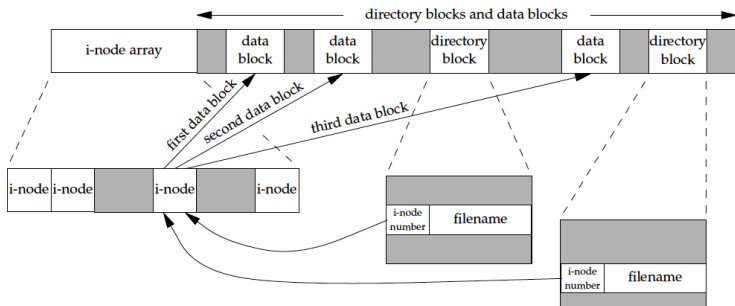 directory blocks and data blocks
i-node array
data
block
data
block
directory
block
data
block
directory
block
first data block
second data block
third data block
i-node
i-node
i-node
i-node
i-node
number
filename
i-node
number
filename